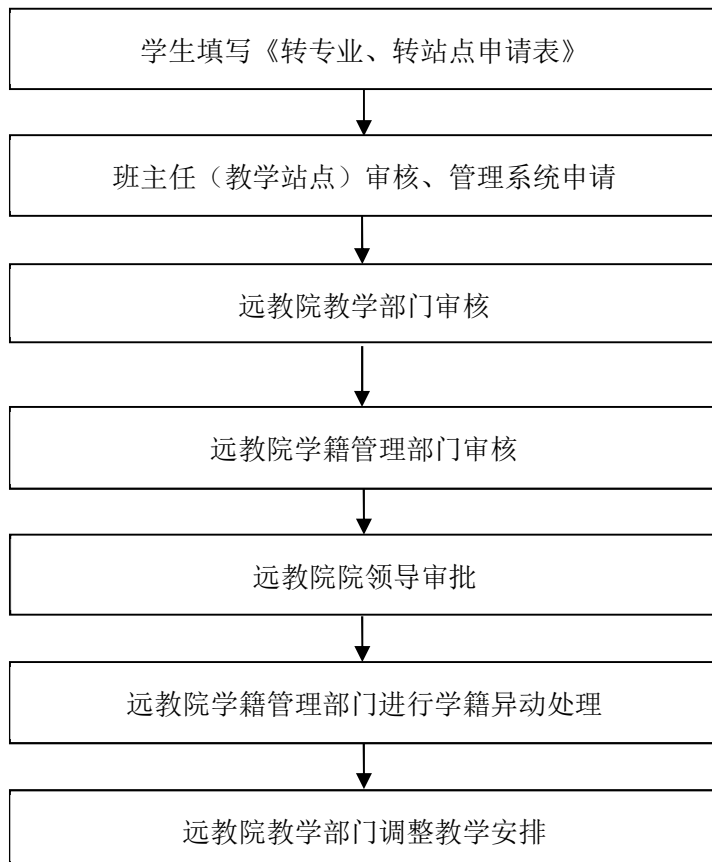 学生填写《转专业、转站点申请表》
班主任（教学站点）审核、管理系统申请
远教院教学部门审核
远教院学籍管理部门审核
远教院院领导审批
远教院学籍管理部门进行学籍异动处理
远教院教学部门调整教学安排